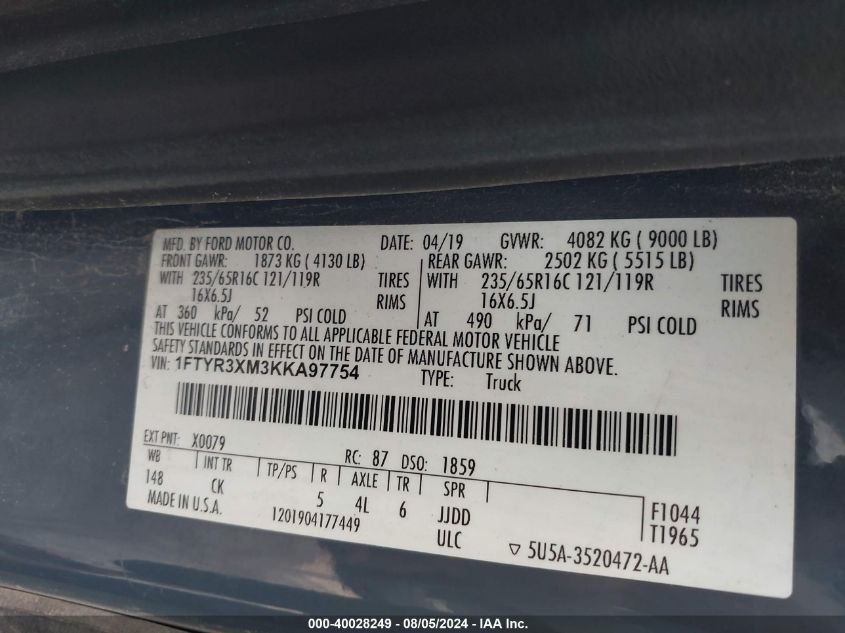 MFD. BY FORD MOTOR CO. DATE: 04/19 GVWR: 4082 KG ( 9000 LB)
FRONT GAWR: 1873 KG ( 4130 LB) REAR GAWR: 2502 KG ( 5515 LB)
WITH 235/65R16C 121/119R TIRES WITH 235/65R16C 121/119R TIRES
16X6.5J RIMS 16X6.5J RIMS
AT 360 kPa/ 52 PSI COLD AT 490 kPa/ 71 PSI COLD
THIS VEHICLE CONFORMS TO ALL APPLICABLE FEDERAL MOTOR VEHICLE
SAFETY STANDARDS IN EFFECT ON THE DATE OF MANUFACTURE SHOWN ABOVE.
VIN: 1FTYR3XM3KKA97754 TYPE: Truck
EXT PNT: X0079 RC: 87 DSO: 1859
WB INT TR TP/PS R AXLE TR SPR
148 CK 5 4L 6 JJDD F1044
MADE IN U.S.A. 1201904177449 ULC T1965
5U5A-3520472-AA
000-40028249 - 08/05/2024 - IAA Inc.